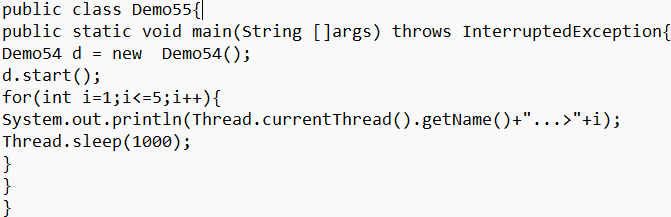 public class Demo55{
public static void main(String []args) throws InterruptedException{
Demo54 d = new  Demo54();
d.start();
for(int i=1;i<=5;i++){
System.out.println(Thread.currentThread().getName()+"...>"+i);
Thread.sleep(1000);
}
}
}